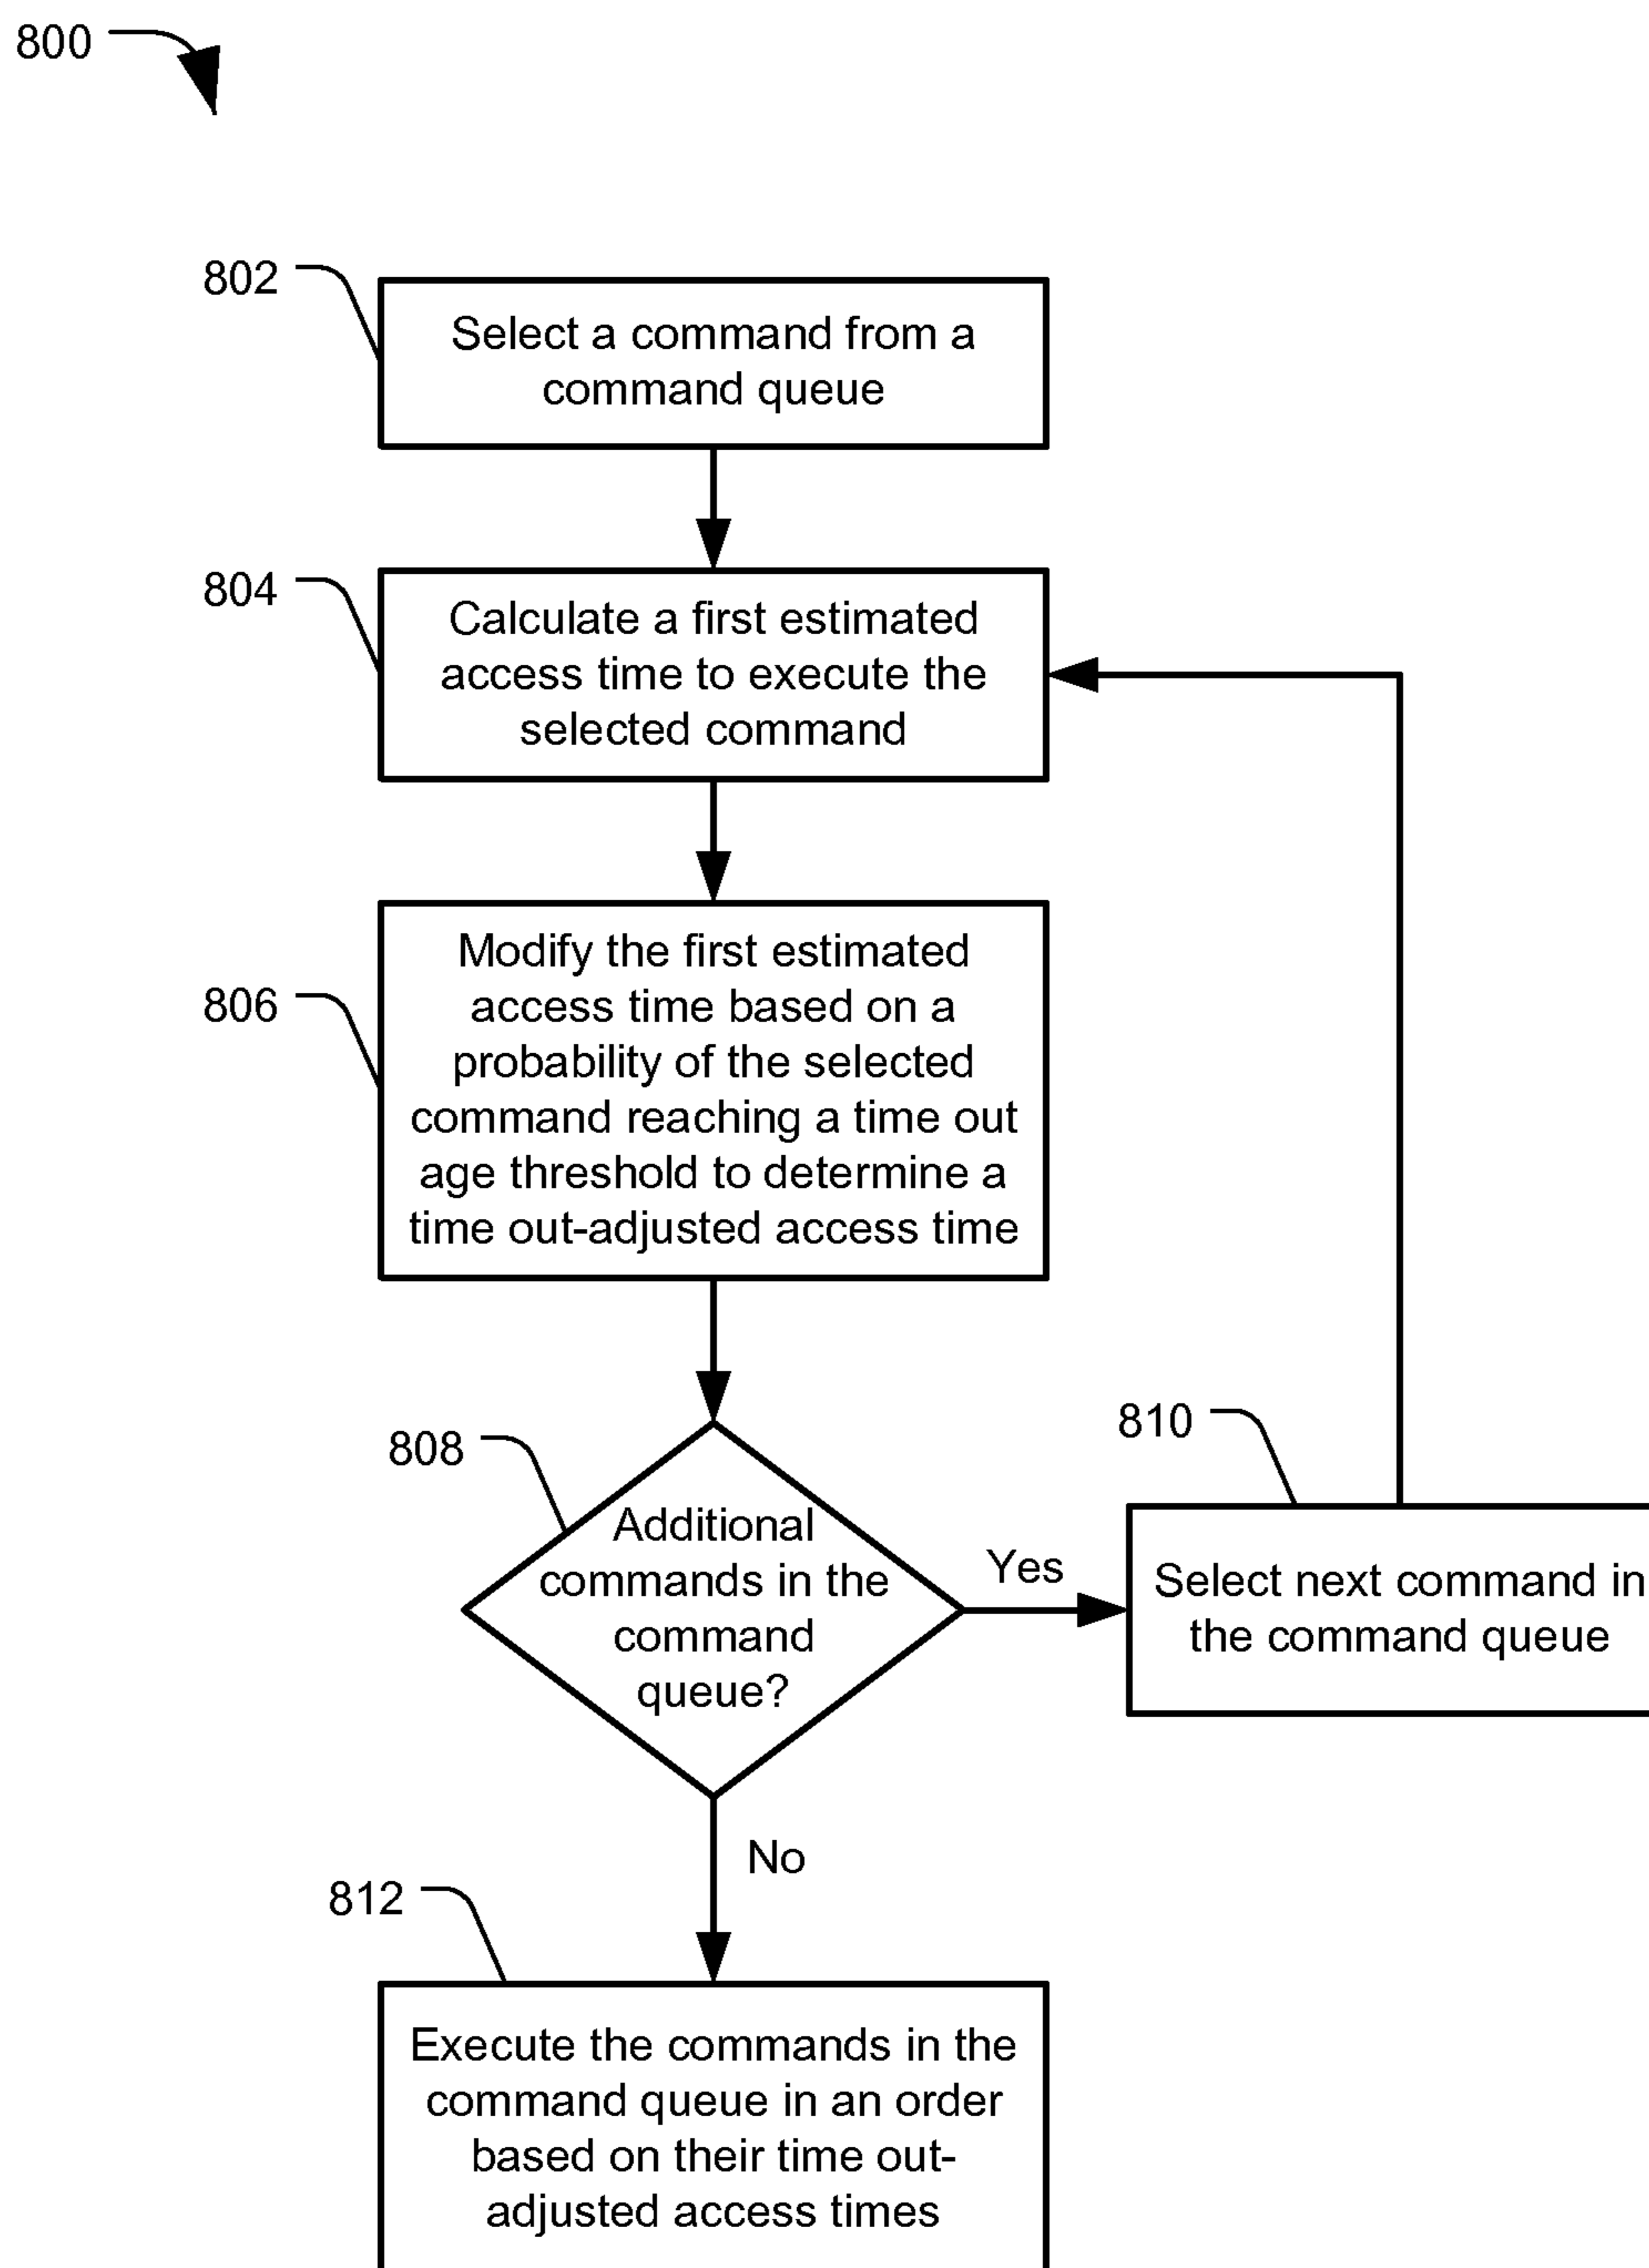 800
802
Select a command from a
command queue
804
Calculate a first estimated
access time to execute the
selected command
806
Modify the first estimated
access time based on a
probability of the selected
command reaching a time out
age threshold to determine a
time out-adjusted access time
808
Additional
commands in the
command
queue?
Yes
810
Select next command in
the command queue
No
812
Execute the commands in the
command queue in an order
based on their time out-
adjusted access times